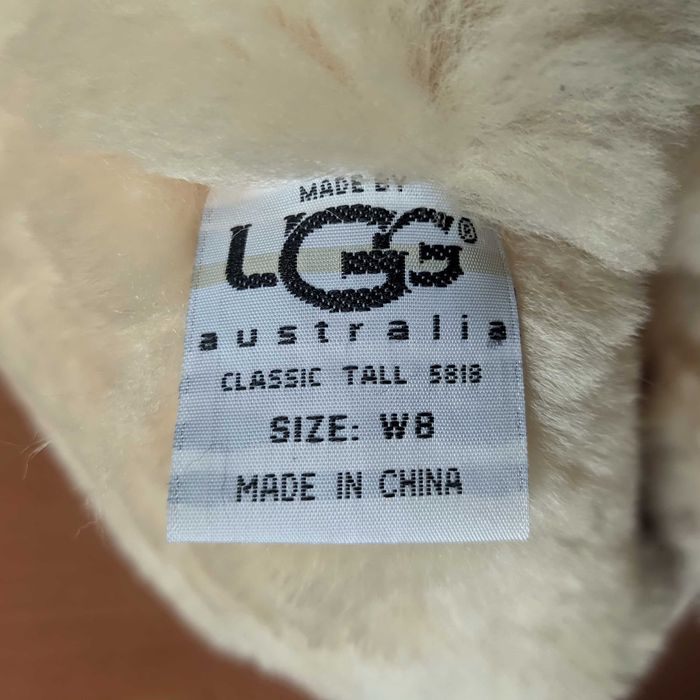 MADE BY
UGG®
australia
CLASSIC TALL 5818
SIZE: W8
MADE IN CHINA